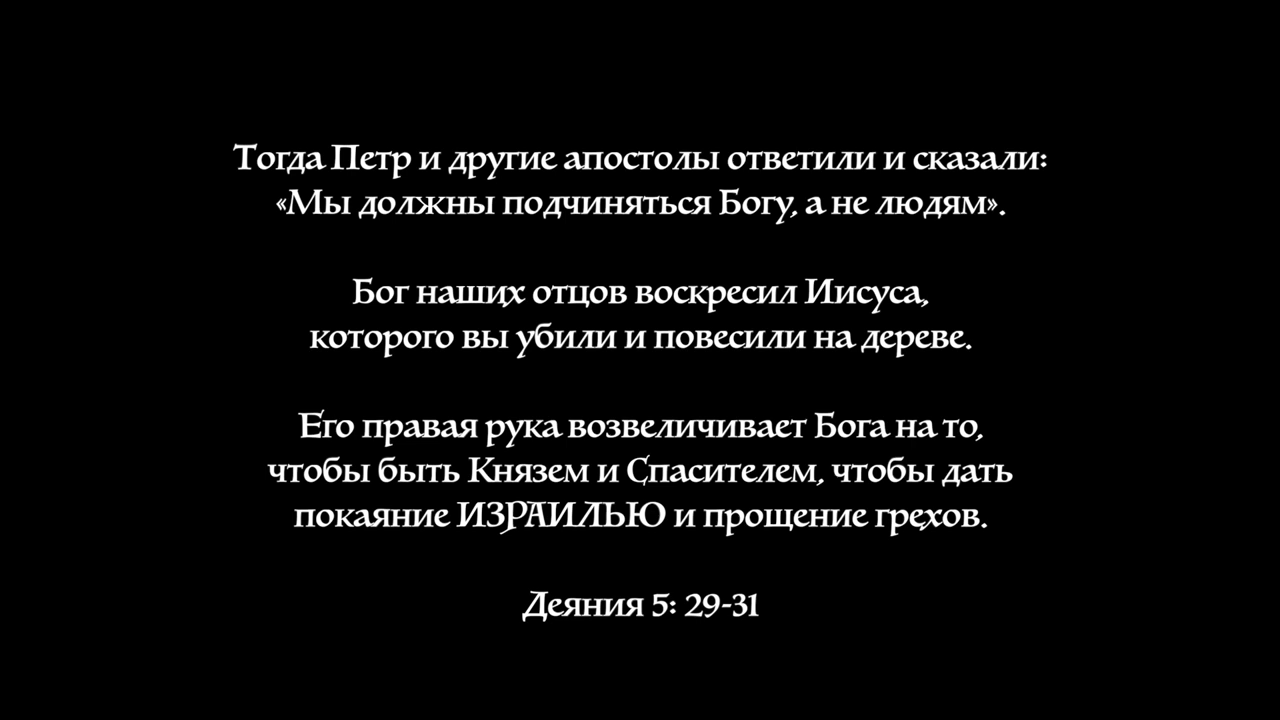 Тогда Петр и другие апостолы ответили и сказали:
«Мы должны подчиняться Богу, а не людям».
Бог наших отцов воскресил Иисуса,
которого вы убили и повесили на дереве.
Его правая рука возвеличивает Бога на то,
чтобы быть Князем и Спасителем, чтобы дать
покаяние ИЗРАИЛЬЮ и прощение грехов.
Деяния 5: 29-31